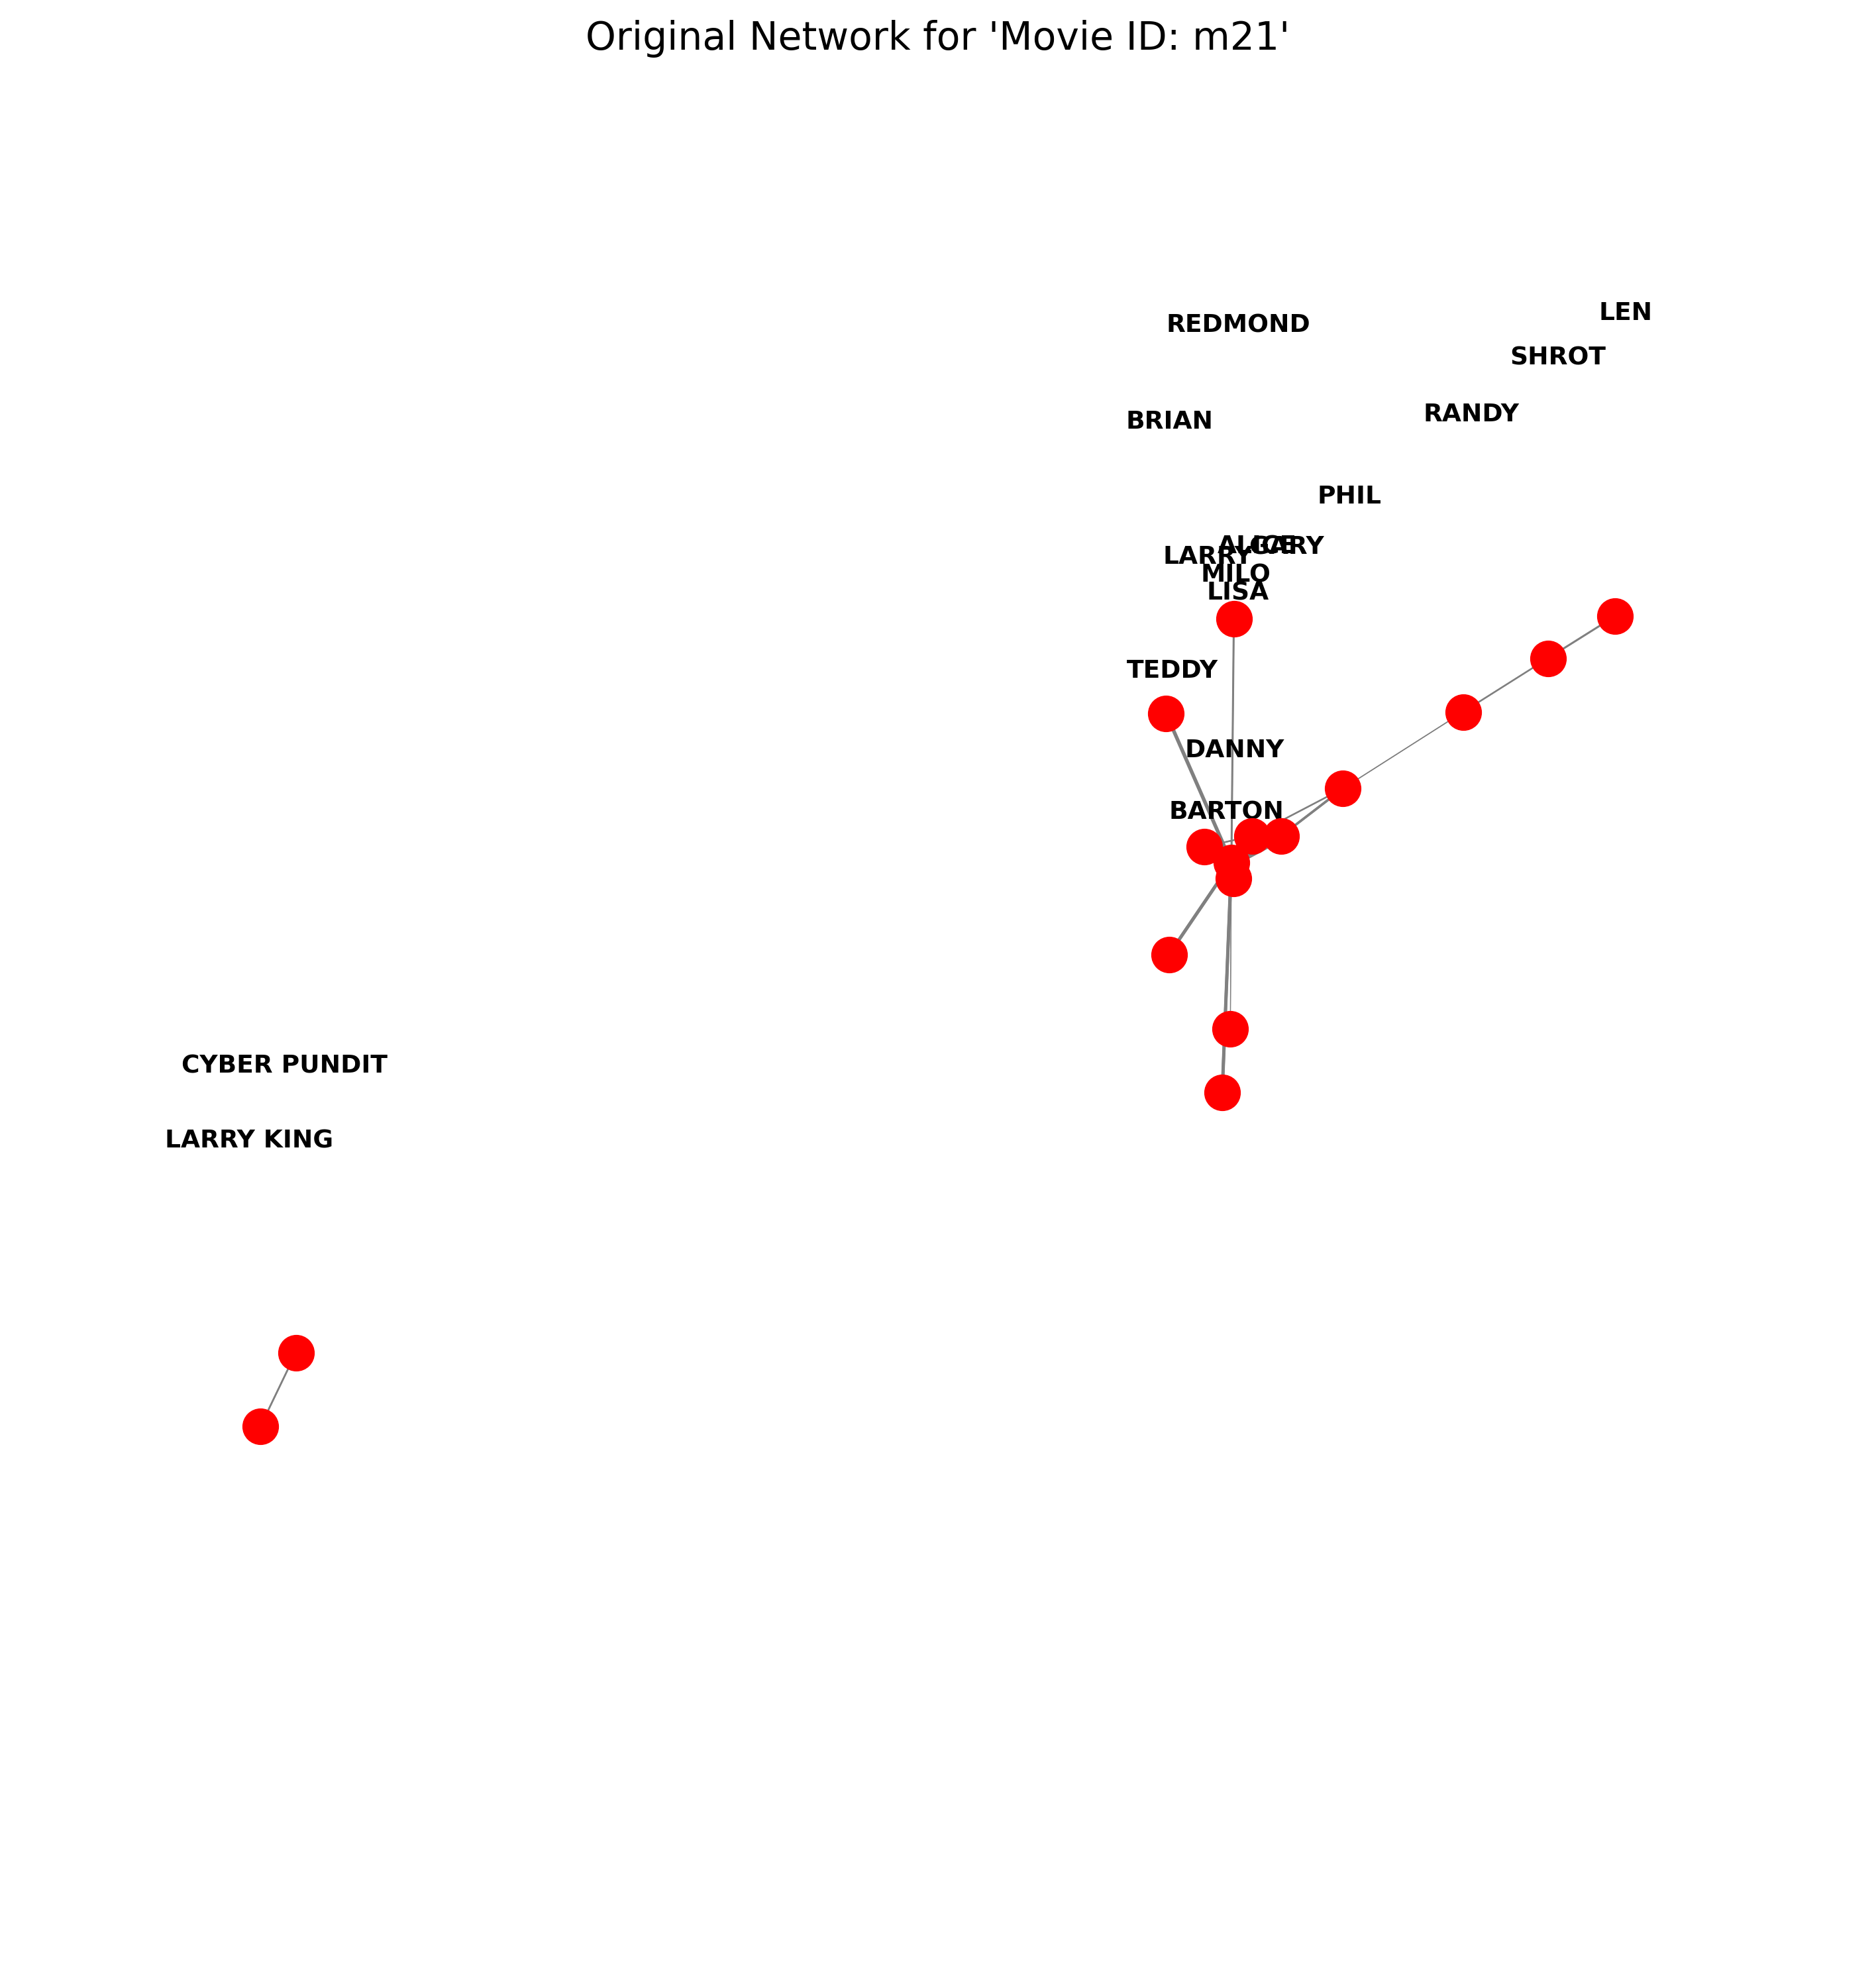 Original Network for 'Movie ID: m21'
LEN
REDMOND
SHROT
RANDY
BRIAN
PHIL
ALICE
GARY
LARRY
MILO
LISA
TEDDY
DANNY
BARTON
CYBER PUNDIT
LARRY KING